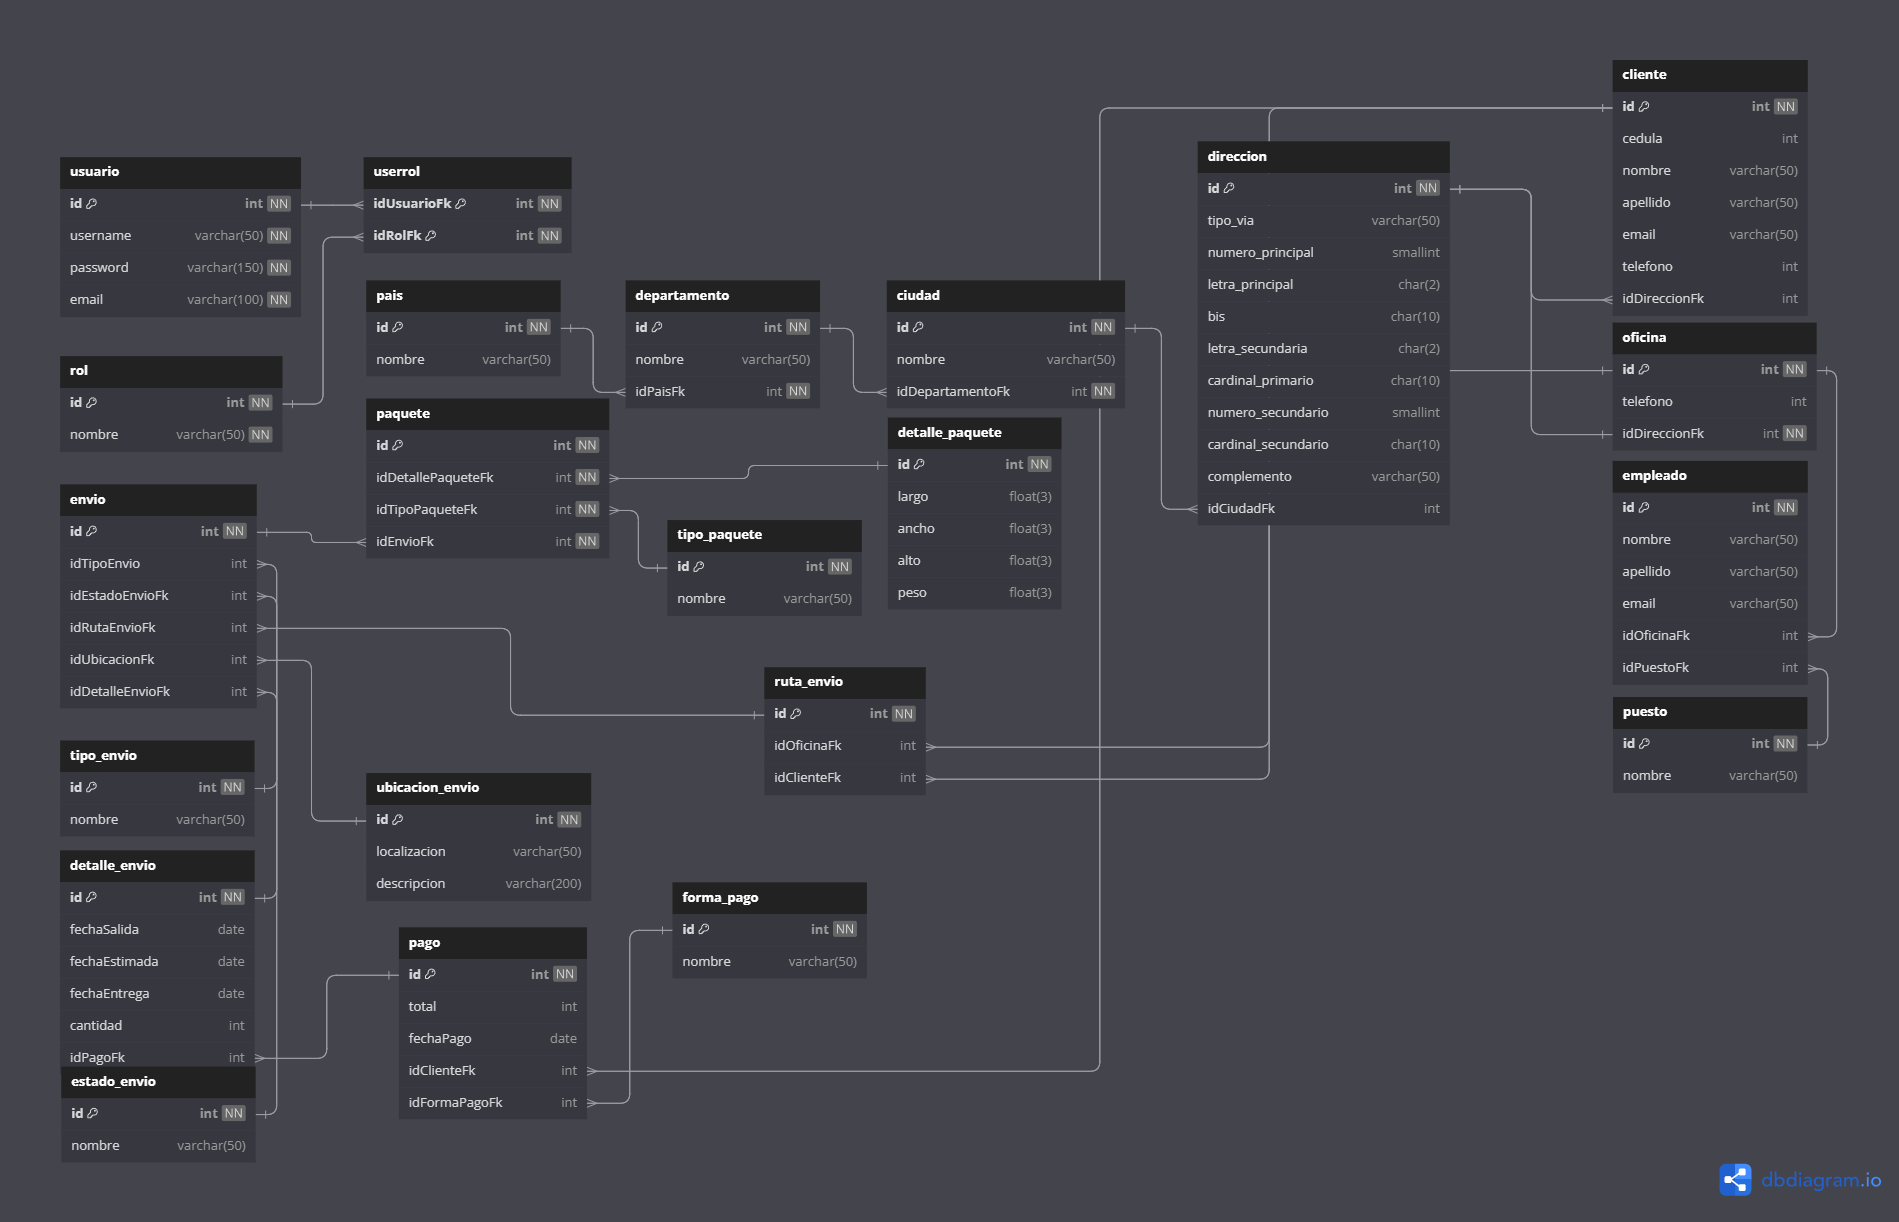 usuario
id int NN
username varchar(50) NN
password varchar(150) NN
email varchar(100) NN
userrol
idUsuarioFk int NN
idRolFk int NN
rol
id int NN
nombre varchar(50) NN
pais
id int NN
nombre varchar(50)
departamento
id int NN
nombre varchar(50)
idPaisFk int NN
ciudad
id int NN
nombre varchar(50)
idDepartamentoFk int NN
direccion
id int NN
tipo_via varchar(50)
numero_principal smallint
letra_principal char(2)
bis char(10)
letra_secundaria char(2)
cardinal_primario char(10)
numero_secundario smallint
cardinal_secundario char(10)
complemento varchar(50)
idCiudadFk int
cliente
id int NN
cedula int
nombre varchar(50)
apellido varchar(50)
email varchar(50)
telefono int
idDireccionFk int
oficina
id int NN
telefono int
idDireccionFk int NN
empleado
id int NN
nombre varchar(50)
apellido varchar(50)
email varchar(50)
idOficinaFk int
idPuestoFk int
puesto
id int NN
nombre varchar(50)
paquete
id int NN
idDetallePaqueteFk int NN
idTipoPaqueteFk int NN
idEnvioFk int NN
detalle_paquete
id int NN
largo float(3)
ancho float(3)
alto float(3)
peso float(3)
tipo_paquete
id int NN
nombre varchar(50)
envio
id int NN
idTipoEnvio int
idEstadoEnvioFk int
idRutaEnvioFk int
idUbicacionFk int
idDetalleEnvioFk int
ruta_envio
id int NN
idOficinaFk int
idClienteFk int
tipo_envio
id int NN
nombre varchar(50)
ubicacion_envio
id int NN
localizacion varchar(50)
descripcion varchar(200)
detalle_envio
id int NN
fechaSalida date
fechaEstimada date
fechaEntrega date
cantidad int
idPagoFk int
forma_pago
id int NN
nombre varchar(50)
pago
id int NN
total int
fechaPago date
idClienteFk int
idFormaPagoFk int
estado_envio
id int NN
nombre varchar(50)
dbdiagram.io